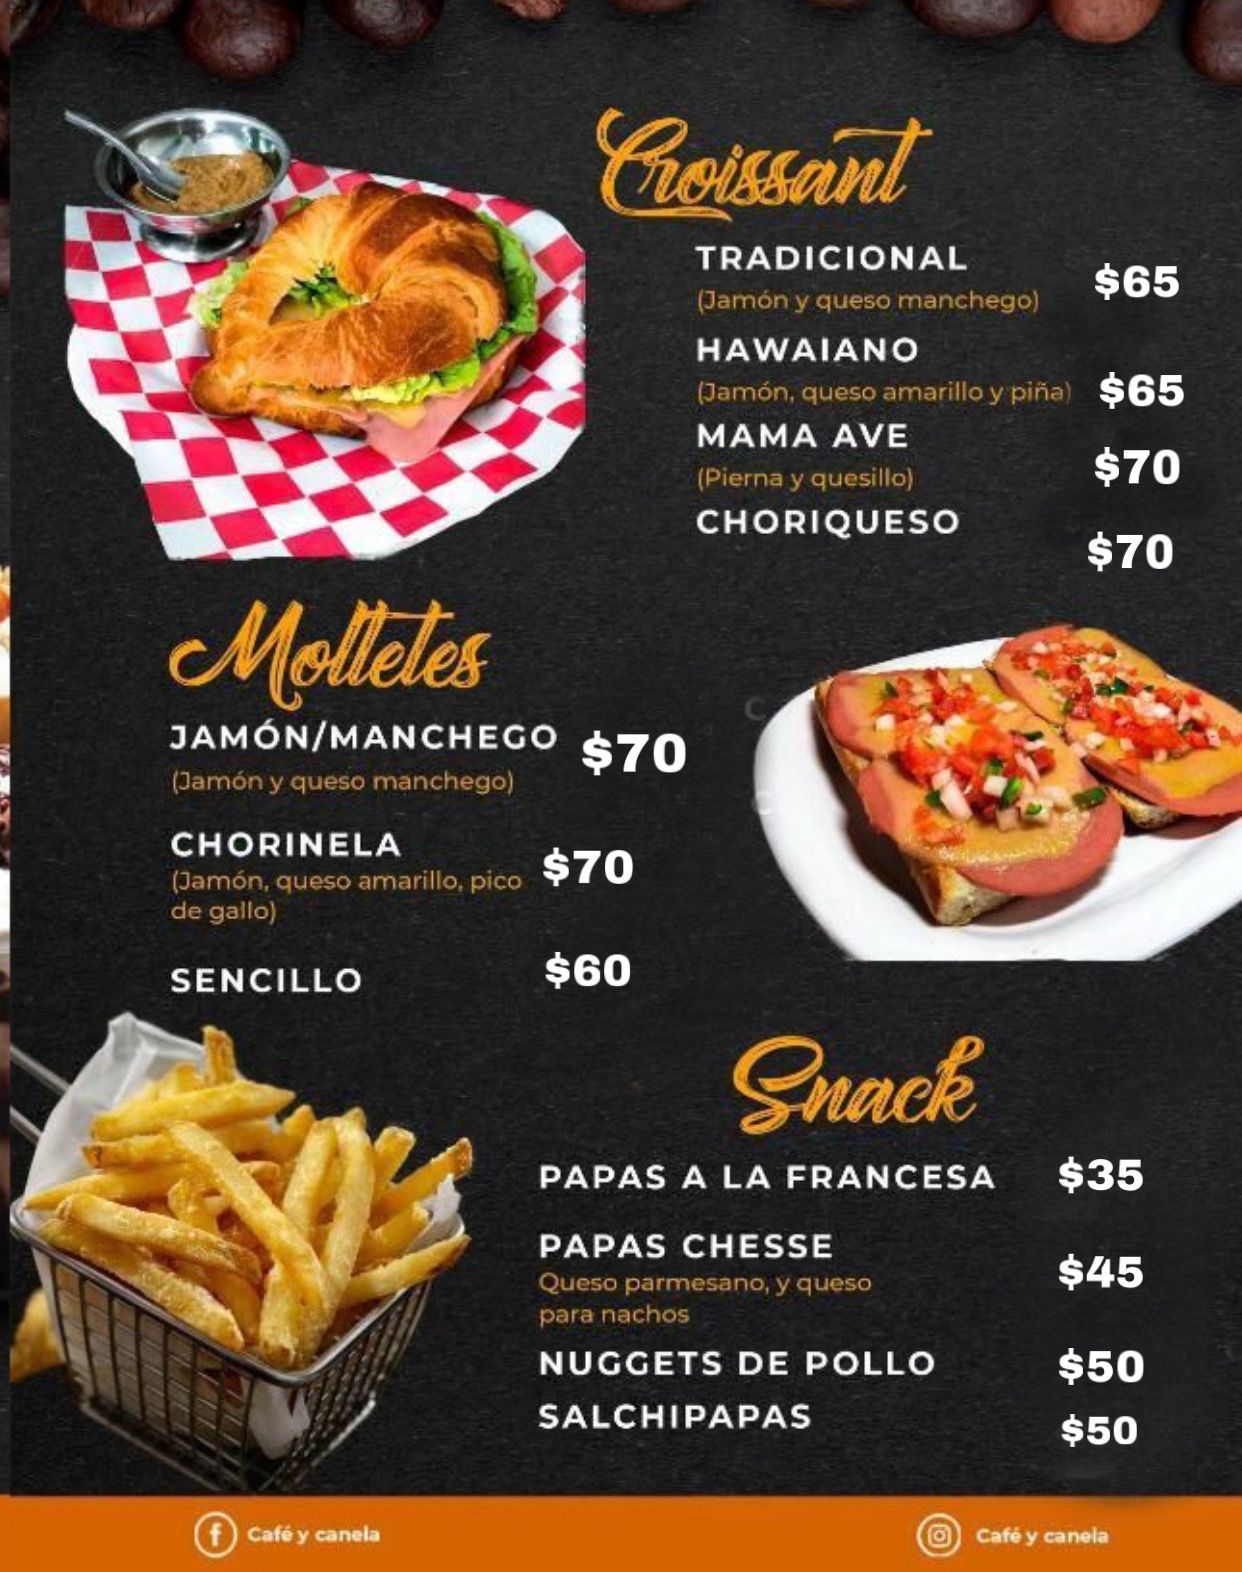 Croissant
TRADICIONAL
(Jamón y queso manchego)
$65
HAWAIANO
(Jamón, queso amarillo y piña)
$65
MAMA AVE
(Pierna y quesillo)
$70
CHORIQUESO
$70
Molletes
JAMÓN/MANCHEGO
$70
(Jamón y queso manchego)
CHORINELA
$70
(Jamón, queso amarillo, pico
de gallo)
SENCILLO
$60
Snack
PAPAS A LA FRANCESA
$35
PAPAS CHESSE
$45
Queso parmesano, y queso
para nachos
NUGGETS DE POLLO
$50
SALCHIPAPAS
$50
Café y canela
Café y canela